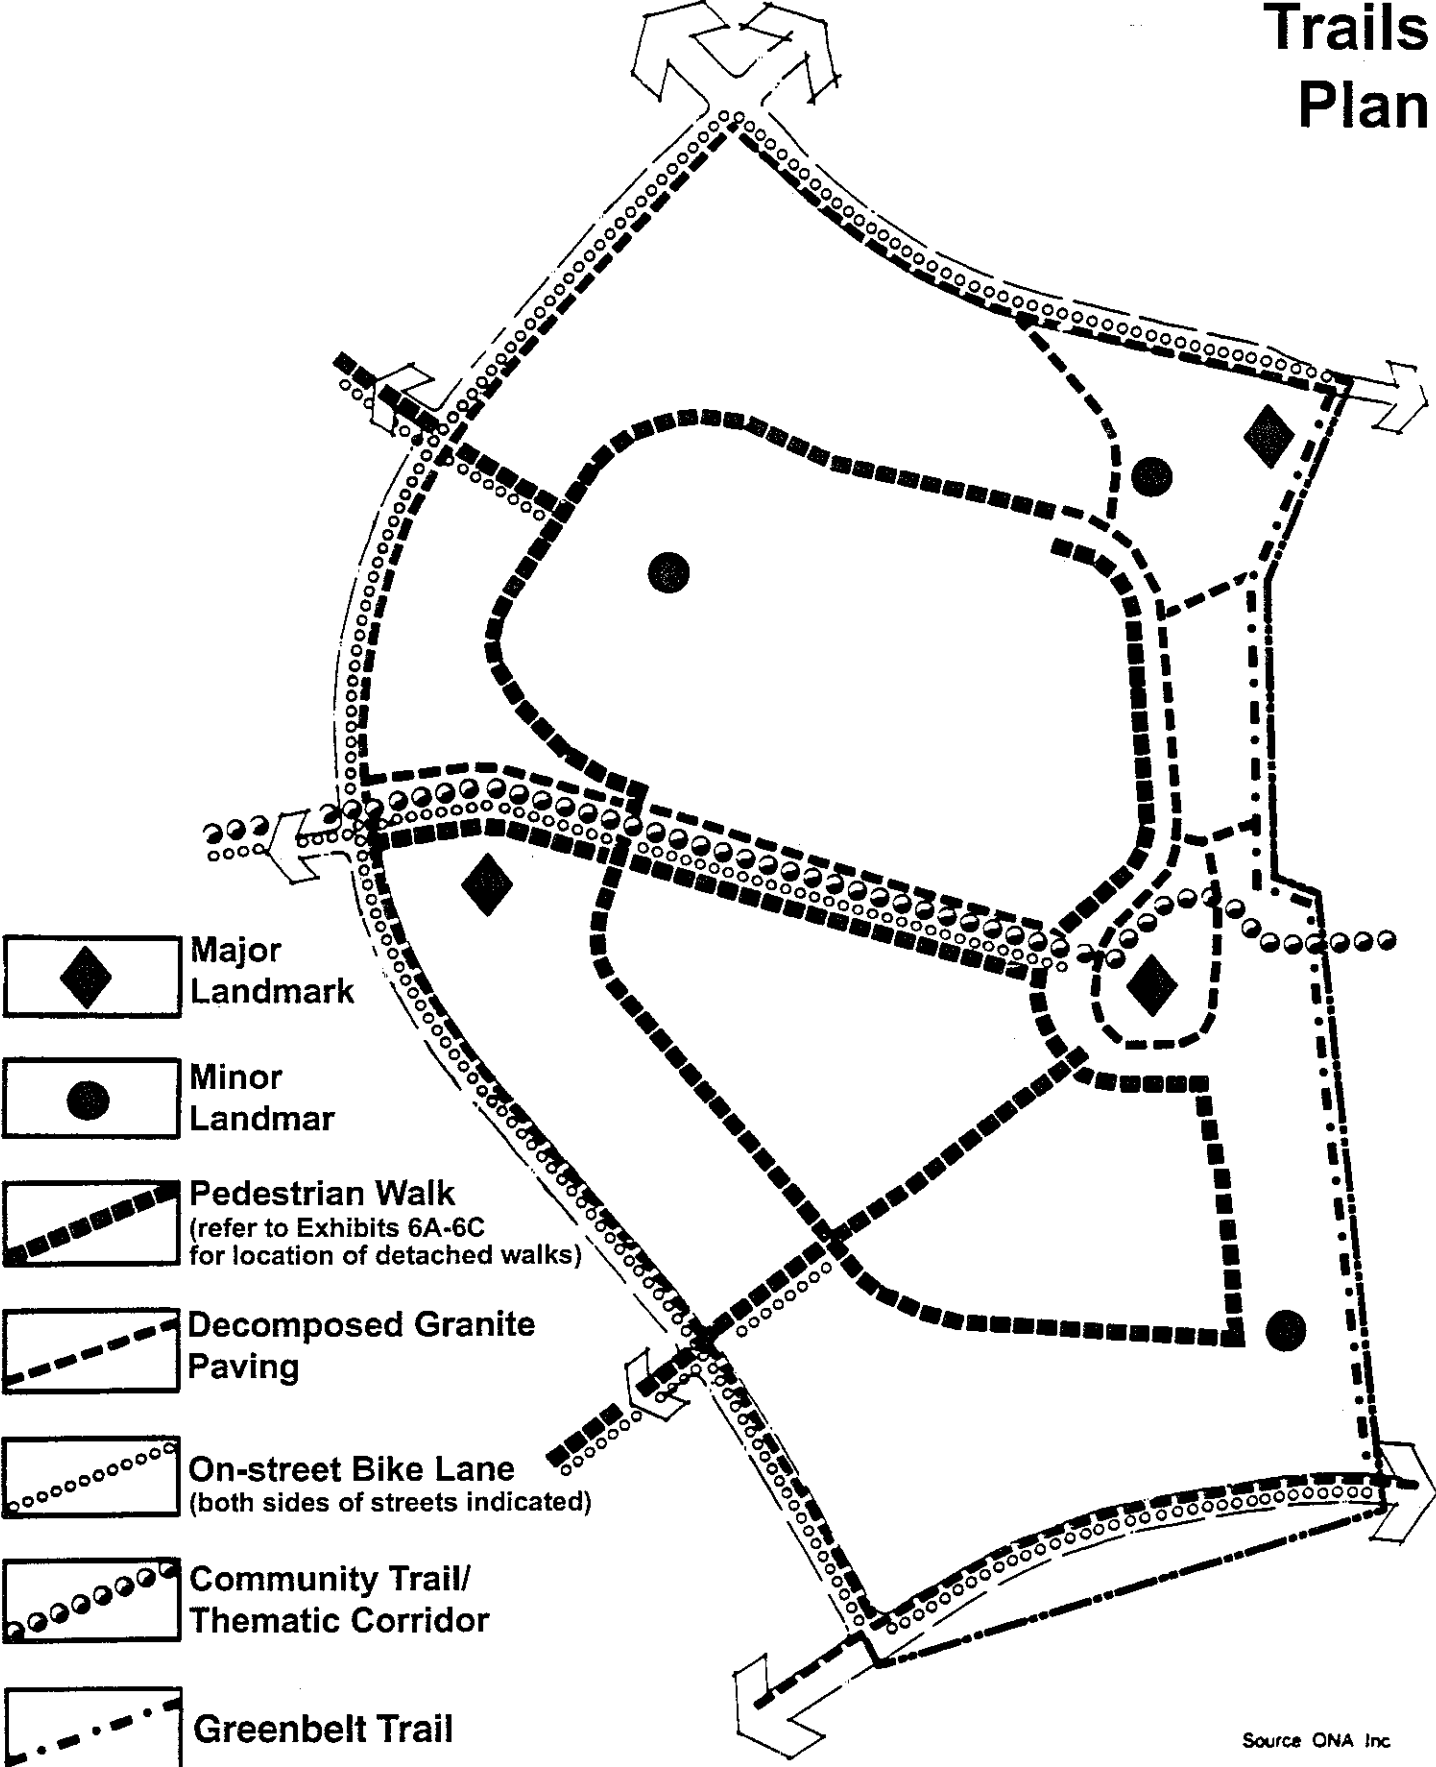 Trails
Plan
Major
Landmark
Minor
Landmar
Pedestrian Walk
(refer to Exhibits 6A-6C
for location of detached walks)
Decomposed Granite
Paving
On-street Bike Lane
(both sides of streets indicated)
Community Trail/
Thematic Corridor
Greenbelt Trail
Source ONA Inc